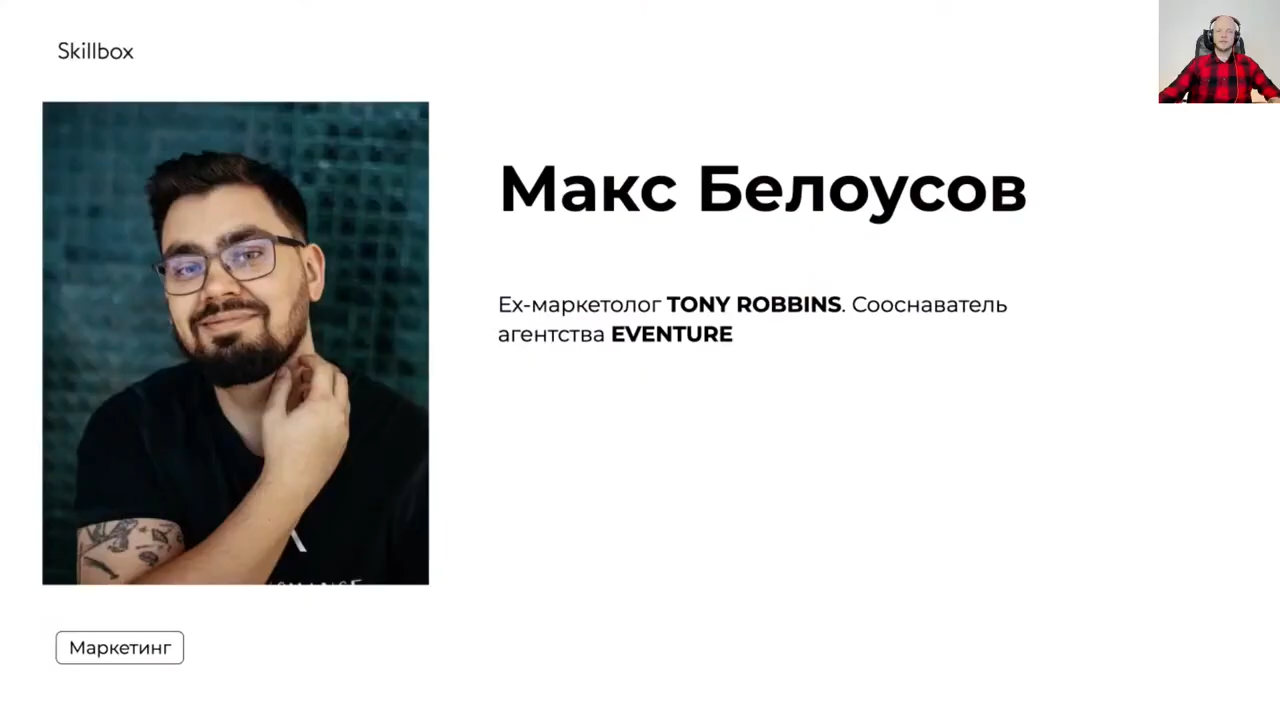 Skillbox
Макс Белоусов
Ex-маркетолог TONY ROBBINS. Сооснаватель
агентства EVENTURE
Маркетинг